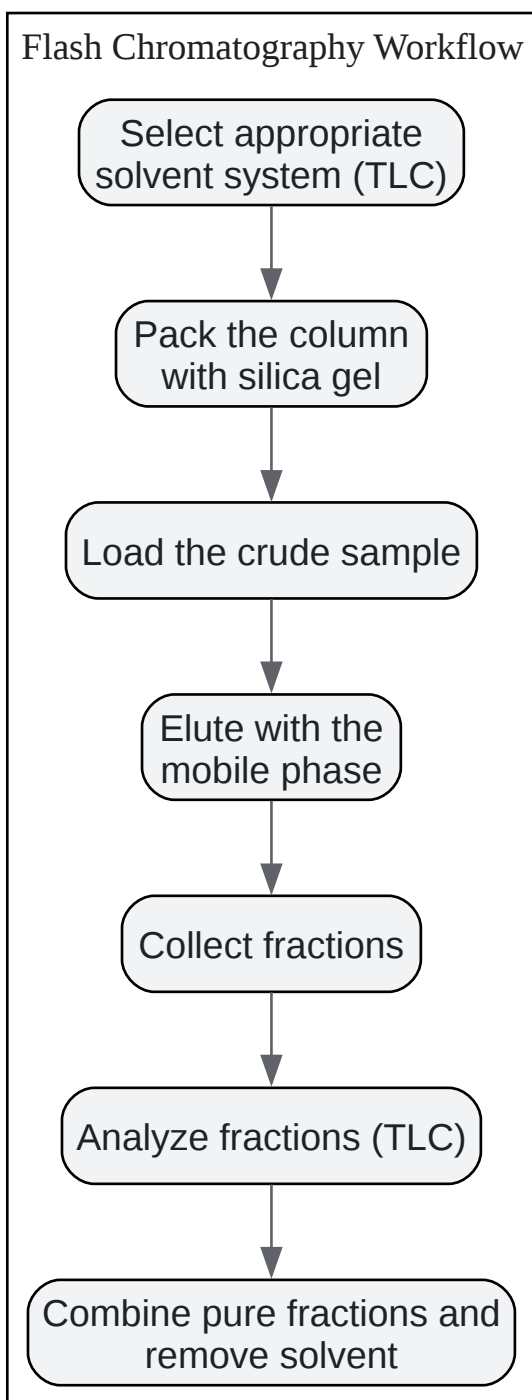 Flash Chromatography Workflow
Select appropriate
solvent system (TLC)
Pack the column
with silica gel
Load the crude sample
Elute with the
mobile phase
Collect fractions
Analyze fractions (TLC)
Combine pure fractions and
remove solvent